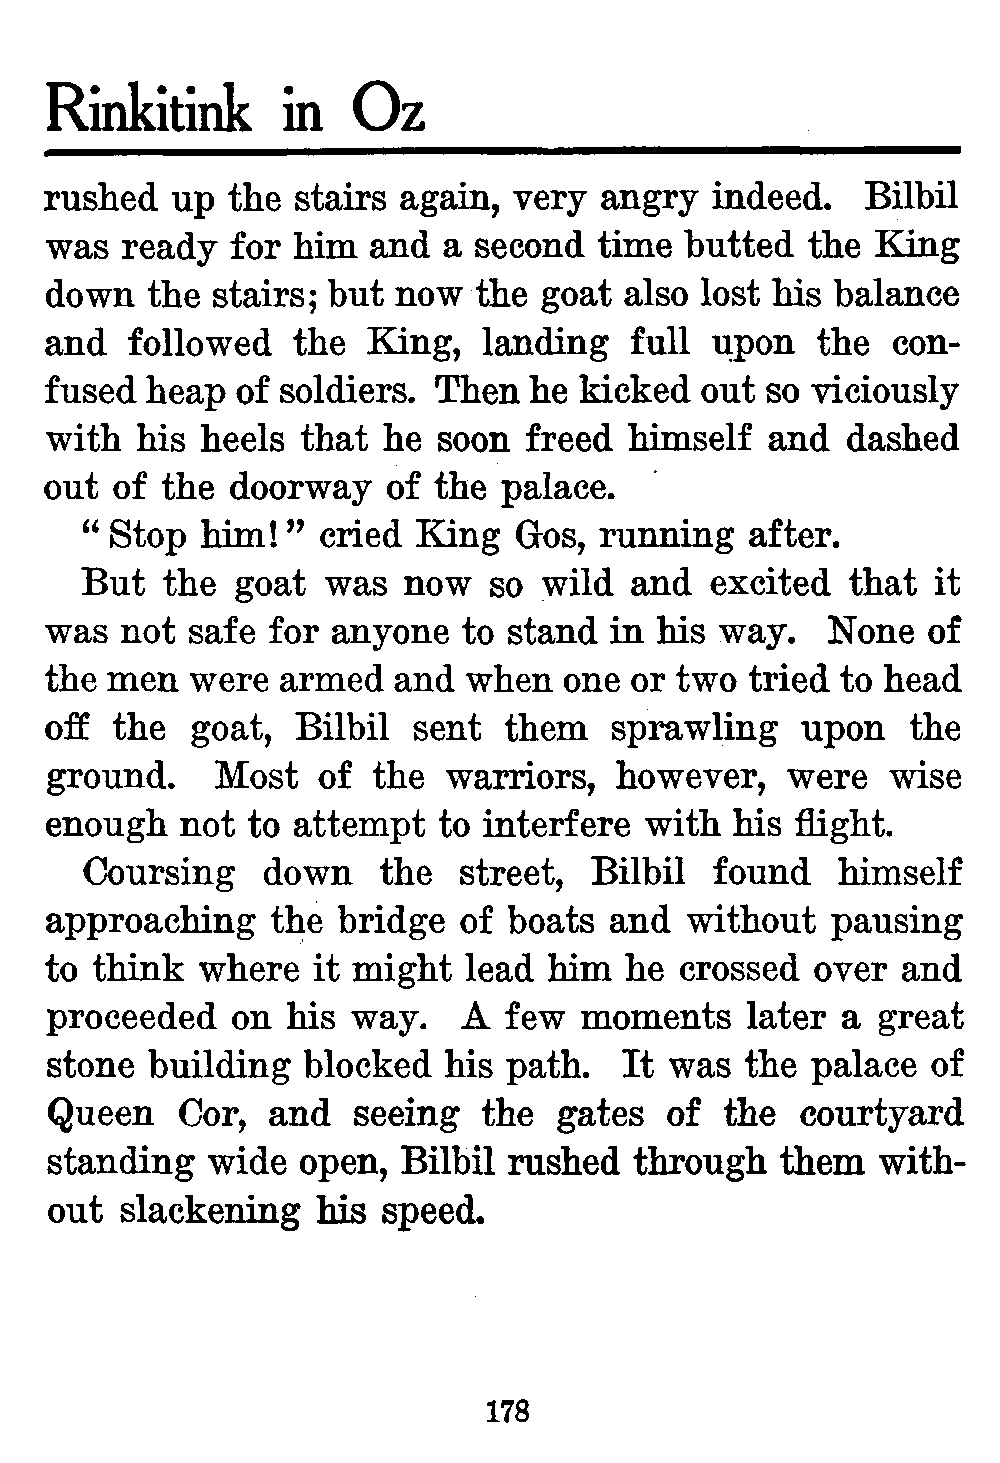 Rinkitink in Oz
rushed up the stairs again, very angry indeed. Bilbil
was ready for him and a second time butted the King
down the stairs; but now the goat also lost his balance
and followed the King, landing full upon the con-
fused heap of soldiers. Then he kicked out so viciously
with his heels that he soon freed himself and dashed
out of the doorway of the palace.
“ Stop him! ” cried King Gos, running after.
But the goat was now so wild and excited that it
was not safe for anyone to stand in his way. None of
the men were armed and when one or two tried to head
off the goat, Bilbil sent them sprawling upon the
ground. Most of the warriors, however, were wise
enough not to attempt to interfere with his flight.
Coursing down the street, Bilbil found himself
approaching the bridge of boats and without pausing
to think where it might lead him he crossed over and
proceeded on his way. A few moments later a great
stone building blocked his path. It was the palace of
Queen Cor, and seeing the gates of the courtyard
standing wide open, Bilbil rushed through them with-
out slackening his speed.
178